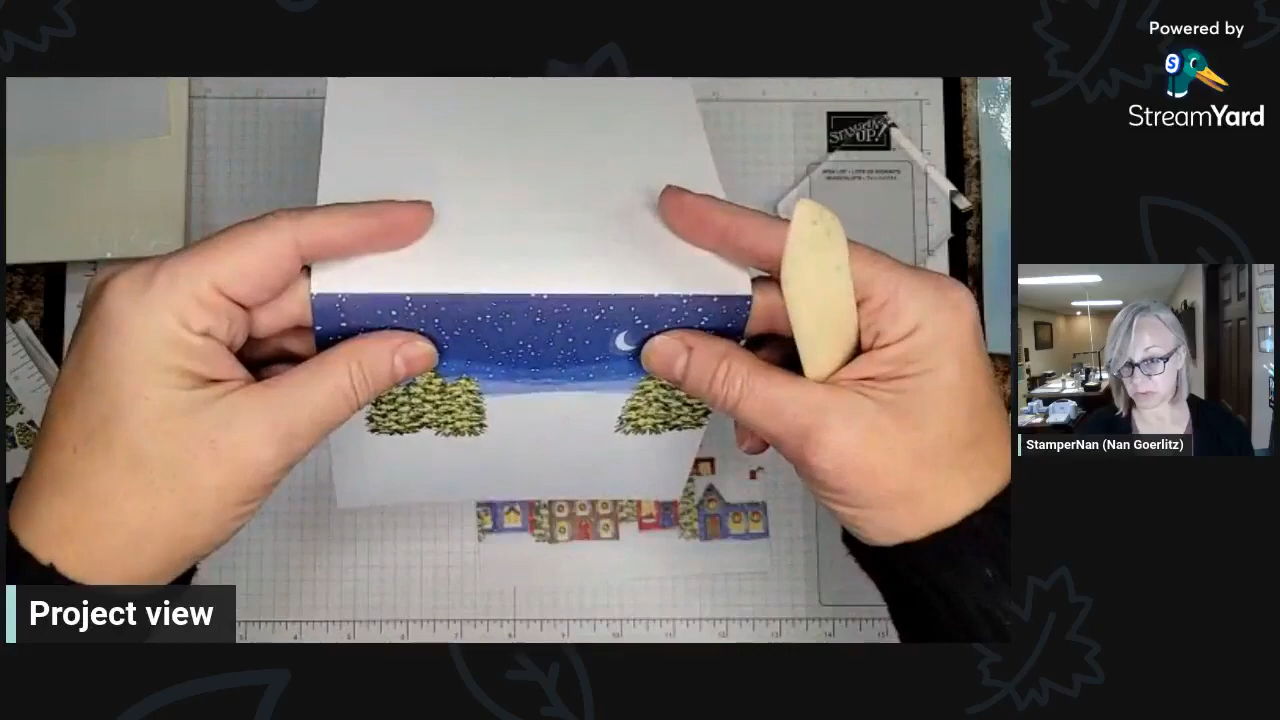 Powered by
StreamYard
STAMPIN'
UP!
StamperNan (Nan Goerlitz)
Project view